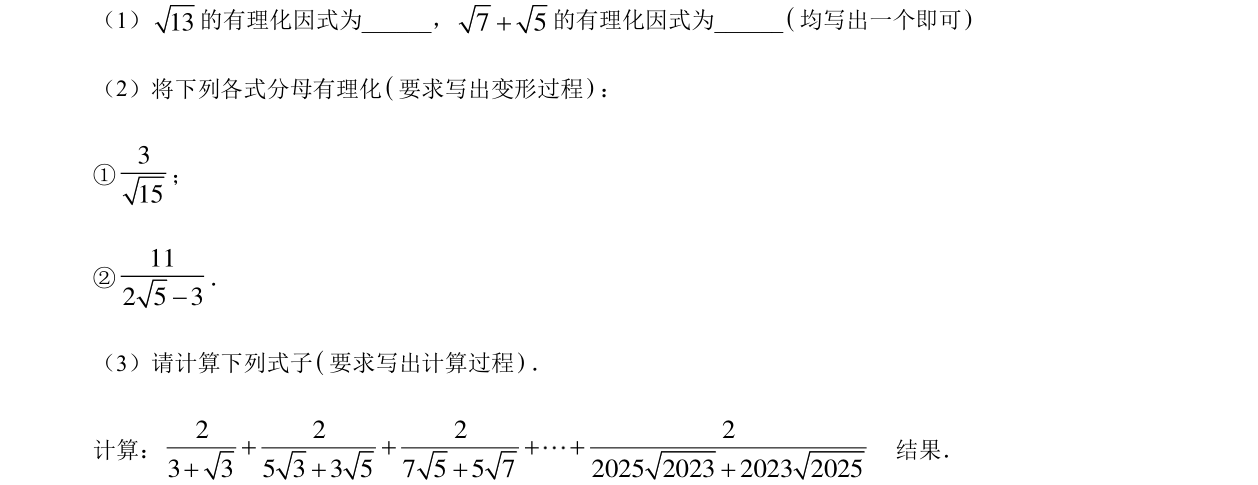 （1）√13的有理化因式为______，√7+√5的有理化因式为______(均写出一个即可)
（2）将下列各式分母有理化(要求写出变形过程)：
①3/√15；
②11/(2√5−3)．
（3）请计算下列式子(要求写出计算过程)．
计算：2/(3+√3)+2/(5√3+3√5)+2/(7√5+5√7)+⋯+2/(2025√2023+2023√2025) 结果．